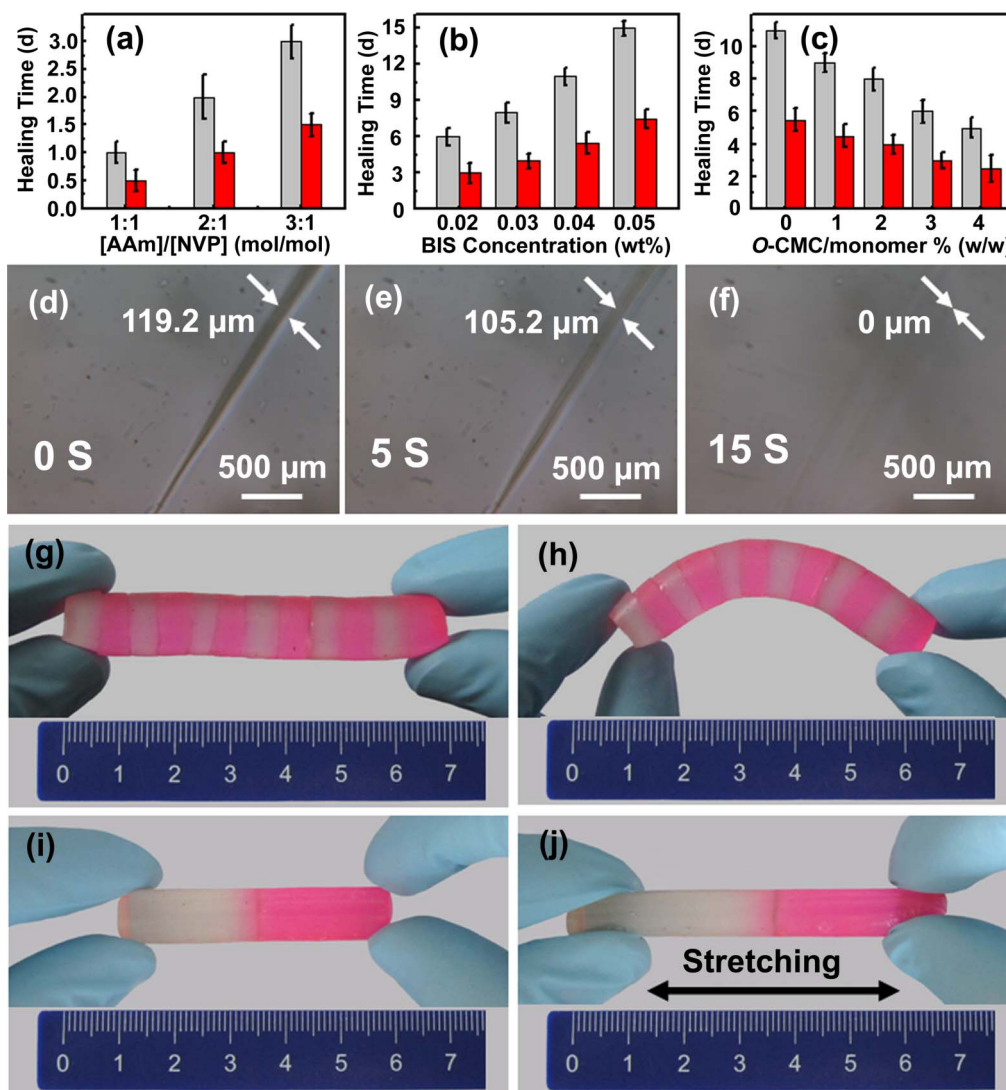 (a)
Healing Time (d)
3.0
2.5
2.0
1.5
1.0
0.5
0.0
1:1 2:1 3:1
[AAm]/[NVP] (mol/mol)
(b)
Healing Time (d)
15
12
9
6
3
0
0.02 0.03 0.04 0.05
BIS Concentration (wt%)
(c)
Healing Time (d)
10
8
6
4
2
0
0 1 2 3 4
O-CMC/monomer % (w/w)
(d)
119.2 µm
0 S
500 µm
(e)
105.2 µm
5 S
500 µm
(f)
0 µm
15 S
500 µm
(g)
0 1 2 3 4 5 6 7
(h)
0 1 2 3 4 5 6 7
(i)
0 1 2 3 4 5 6 7
(j)
Stretching
0 1 2 3 4 5 6 7